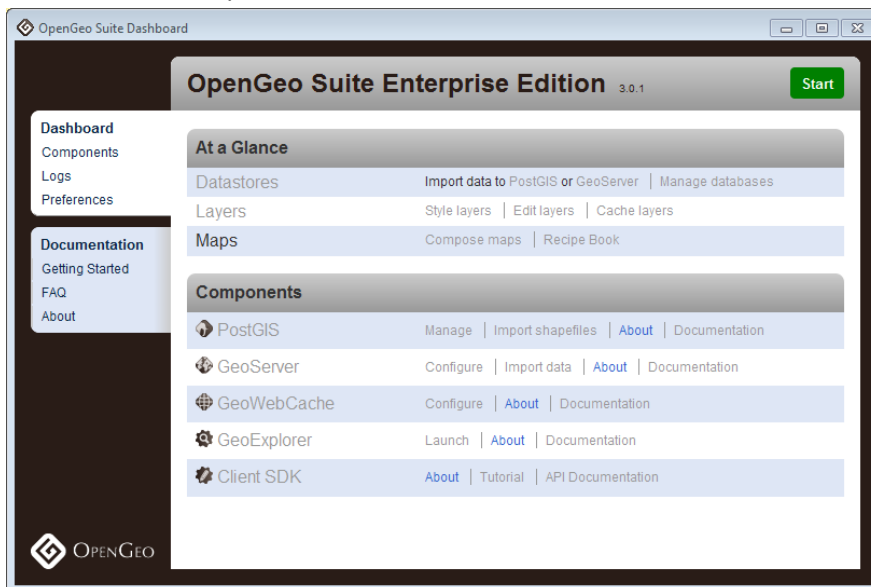 OpenGeo Suite Dashboard
OpenGeo Suite Enterprise Edition 3.0.1 Start
Dashboard
Components
Logs
Preferences
Documentation
Getting Started
FAQ
About
At a Glance
Datastores Import data to PostGIS or GeoServer | Manage databases
Layers Style layers | Edit layers | Cache layers
Maps Compose maps | Recipe Book
Components
PostGIS Manage | Import shapefiles | About | Documentation
GeoServer Configure | Import data | About | Documentation
GeoWebCache Configure | About | Documentation
GeoExplorer Launch | About | Documentation
Client SDK About | Tutorial | API Documentation
OpenGeo